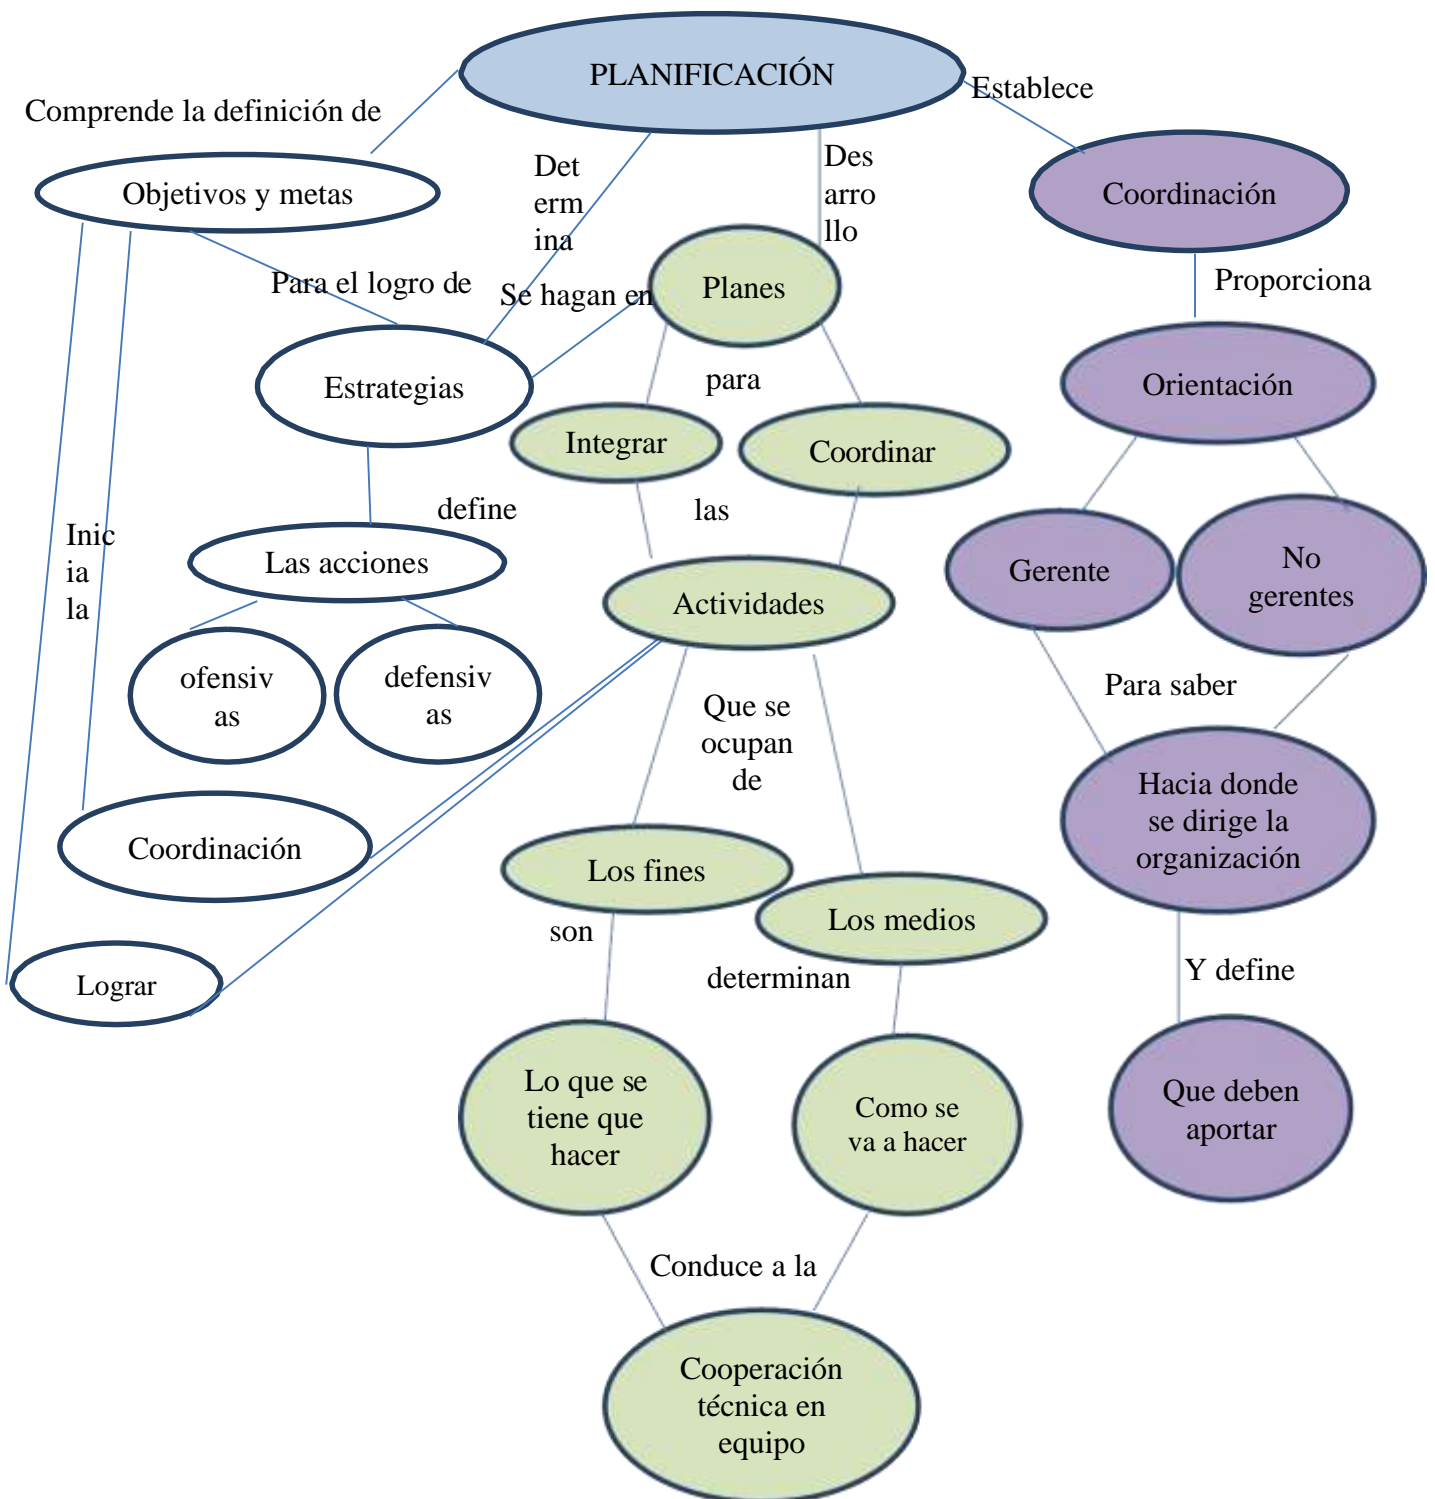 PLANIFICACIÓN
Establece
Comprende la definición de
Det
erm
ina
Des
arro
llo
Objetivos y metas
Coordinación
Para el logro de
Se hagan en
Planes
Proporciona
Estrategias
para
Orientación
Integrar
Coordinar
define
las
Inic
ia
la
Las acciones
Gerente
No
gerentes
Actividades
ofensiv
as
defensiv
as
Que se
ocupan
de
Para saber
Coordinación
Hacia donde
se dirige la
organización
Los fines
Los medios
son
determinan
Y define
Lograr
Lo que se
tiene que
hacer
Como se
va a hacer
Que deben
aportar
Conduce a la
Cooperación
técnica en
equipo